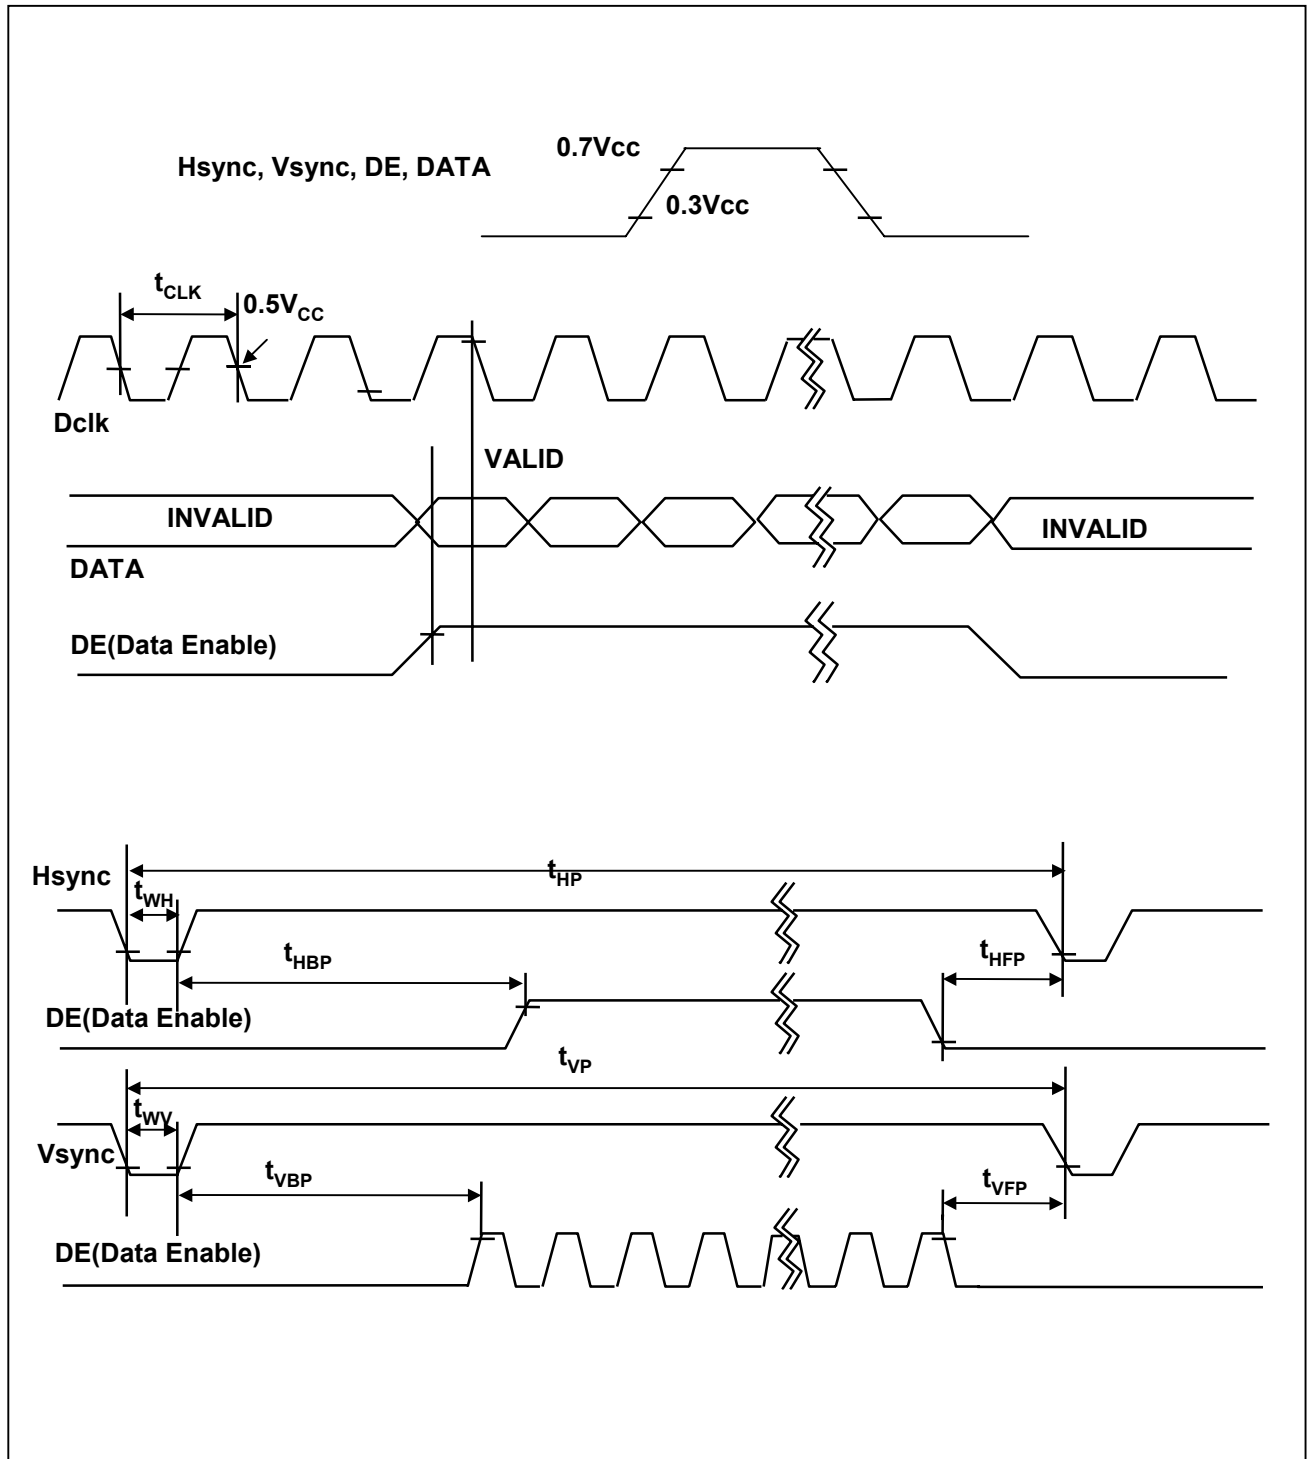 0.7Vcc
Hsync, Vsync, DE, DATA
0.3Vcc
tCLK
0.5VCC
Dclk
VALID
INVALID
INVALID
DATA
DE(Data Enable)
Hsync
tHP
tWH
tHBP
tHFP
DE(Data Enable)
tVP
tWV
Vsync
tVBP
tVFP
DE(Data Enable)